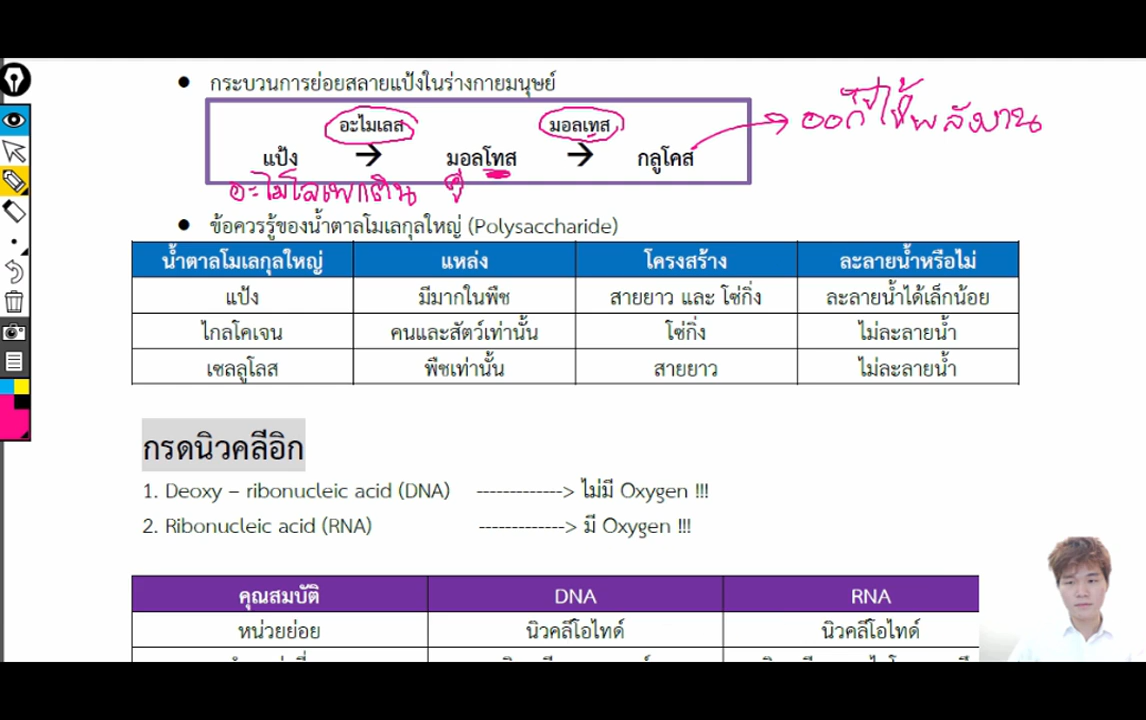 กระบวนการย่อยสลายแป้งในร่างกายมนุษย์
อะไมเลส มอลเทส
แป้ง → มอลโทส → กลูโคส
ข้อควรรู้ของน้ำตาลโมเลกุลใหญ่ (Polysaccharide)
น้ำตาลโมเลกุลใหญ่ แหล่ง โครงสร้าง ละลายน้ำหรือไม่
แป้ง มีมากในพืช สายยาว และ โซ่กิ่ง ละลายน้ำได้เล็กน้อย
ไกลโคเจน คนและสัตว์เท่านั้น โซ่กิ่ง ไม่ละลายน้ำ
เซลลูโลส พืชเท่านั้น สายยาว ไม่ละลายน้ำ
กรดนิวคลีอิก
1. Deoxy – ribonucleic acid (DNA) -------------> ไม่มี Oxygen !!!
2. Ribonucleic acid (RNA) -------------> มี Oxygen !!!
คุณสมบัติ DNA RNA
หน่วยย่อย นิวคลีโอไทด์ นิวคลีโอไทด์